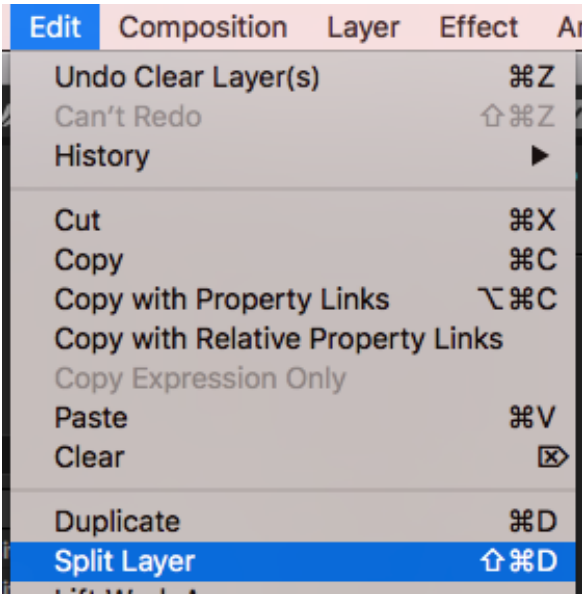 Edit Composition Layer Effect
Undo Clear Layer(s) ⌘Z
Can't Redo ⇧⌘Z
History ▶
Cut ⌘X
Copy ⌘C
Copy with Property Links ⌥⌘C
Copy with Relative Property Links
Copy Expression Only
Paste ⌘V
Clear ⌦
Duplicate ⌘D
Split Layer ⇧⌘D